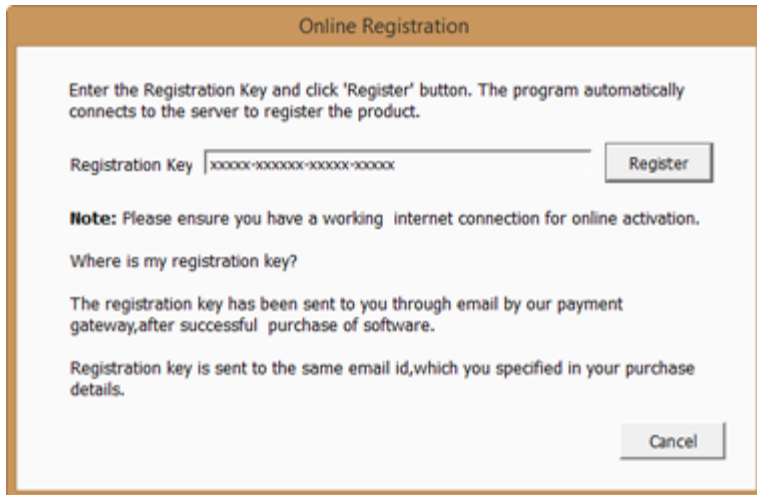 Online Registration
Enter the Registration Key and click 'Register' button. The program automatically
connects to the server to register the product.
Registration Key xxxxx-xxxxxx-xxxxx-xxxxx Register
Note: Please ensure you have a working internet connection for online activation.
Where is my registration key?
The registration key has been sent to you through email by our payment
gateway,after successful purchase of software.
Registration key is sent to the same email id,which you specified in your purchase
details.
Cancel